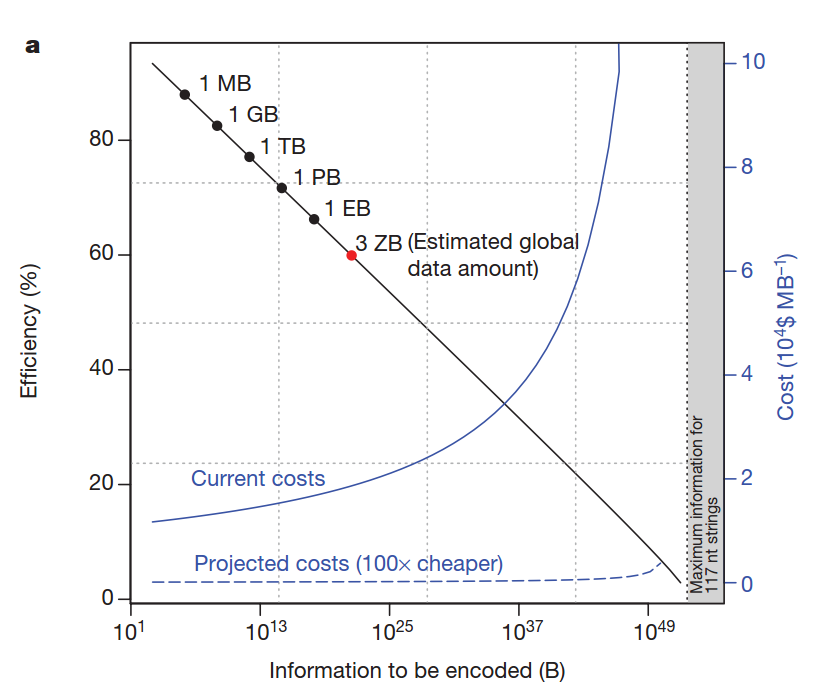 a
1 MB
1 GB
1 TB
1 PB
1 EB
3 ZB (Estimated global
data amount)
Current costs
Projected costs (100× cheaper)
Maximum information for
117 nt strings
Efficiency (%)
80
60
40
20
0
10
8
6
4
2
0
Cost (10⁴$ MB⁻¹)
10¹
10¹³
10²⁵
10³⁷
10⁴⁹
Information to be encoded (B)